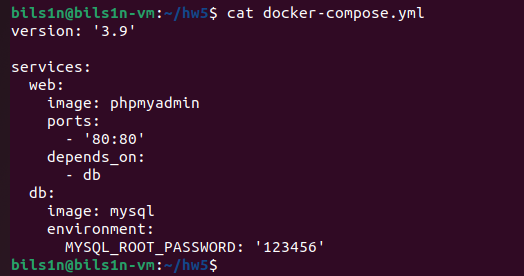 bils1n@bils1n-vm:~/hw5$ cat docker-compose.yml
version: '3.9'

services:
  web:
    image: phpmyadmin
    ports:
      - '80:80'
    depends_on:
      - db
  db:
    image: mysql
    environment:
      MYSQL_ROOT_PASSWORD: '123456'
bils1n@bils1n-vm:~/hw5$